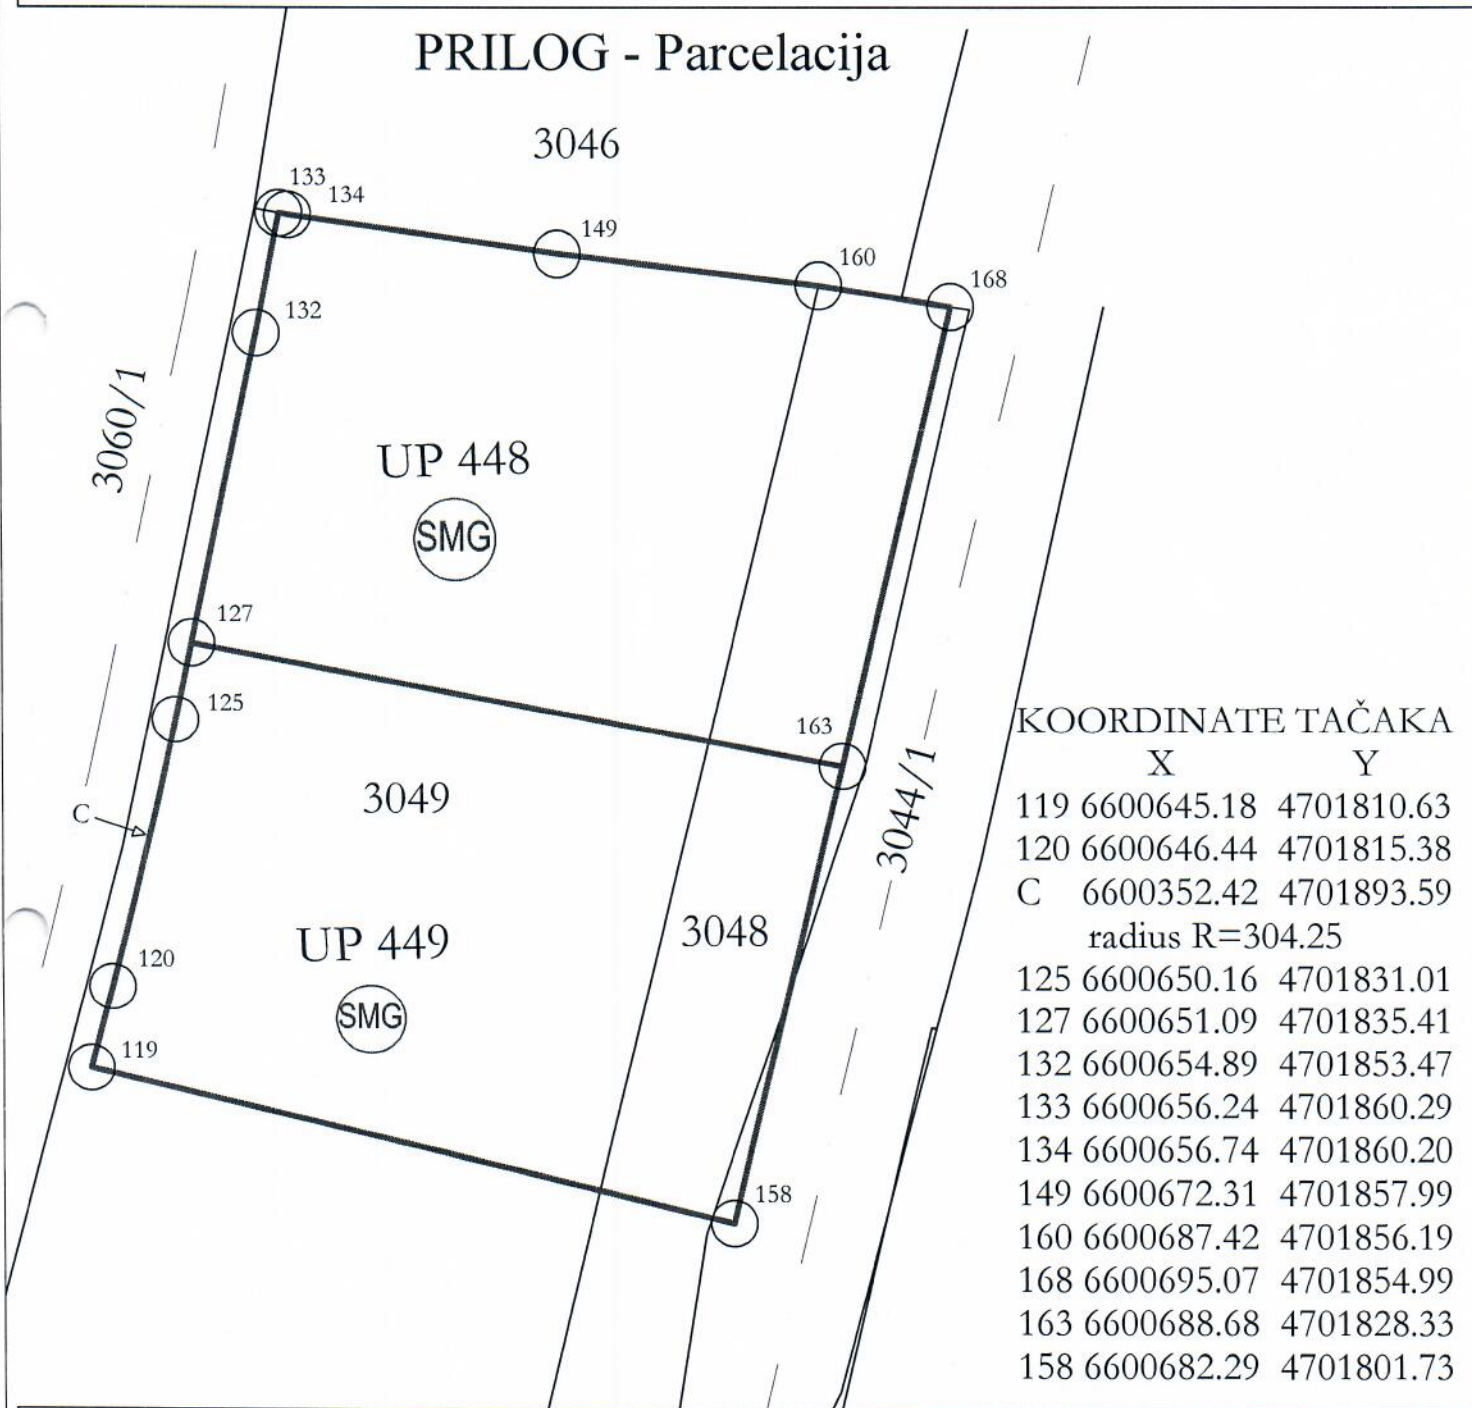 PRILOG - Parcelacija
3046
133
134
149
160
168
132
3060/1
UP 448
SMG
127
125
163
KOORDINATE TAČAKA
X Y
3049
C
3044/1
119 6600645.18 4701810.63
120 6600646.44 4701815.38
C 6600352.42 4701893.59
radius R=304.25
125 6600650.16 4701831.01
127 6600651.09 4701835.41
132 6600654.89 4701853.47
133 6600656.24 4701860.29
134 6600656.74 4701860.20
149 6600672.31 4701857.99
160 6600687.42 4701856.19
168 6600695.07 4701854.99
163 6600688.68 4701828.33
158 6600682.29 4701801.73
3048
UP 449
SMG
120
119
158